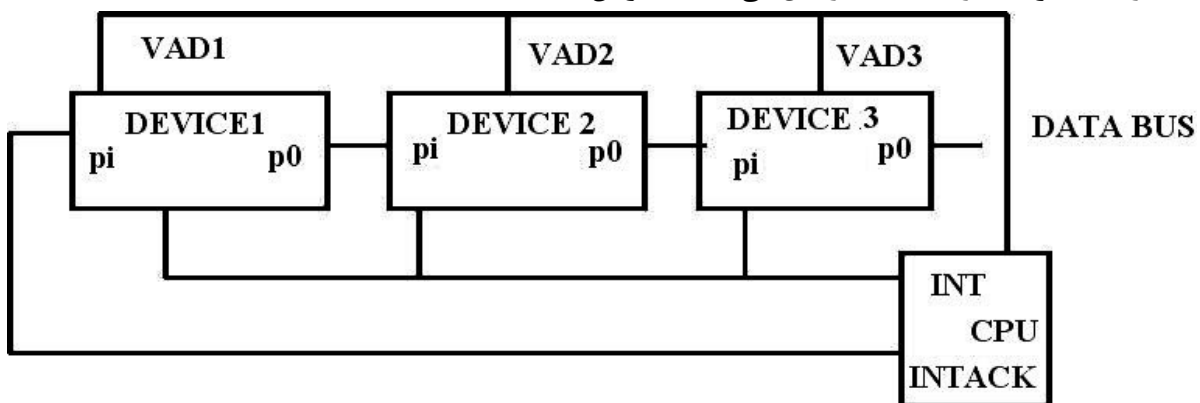 VAD1
VAD2
VAD3
DEVICE1
DEVICE 2
DEVICE 3
DATA BUS
pi
p0
pi
p0
pi
p0
INT
CPU
INTACK